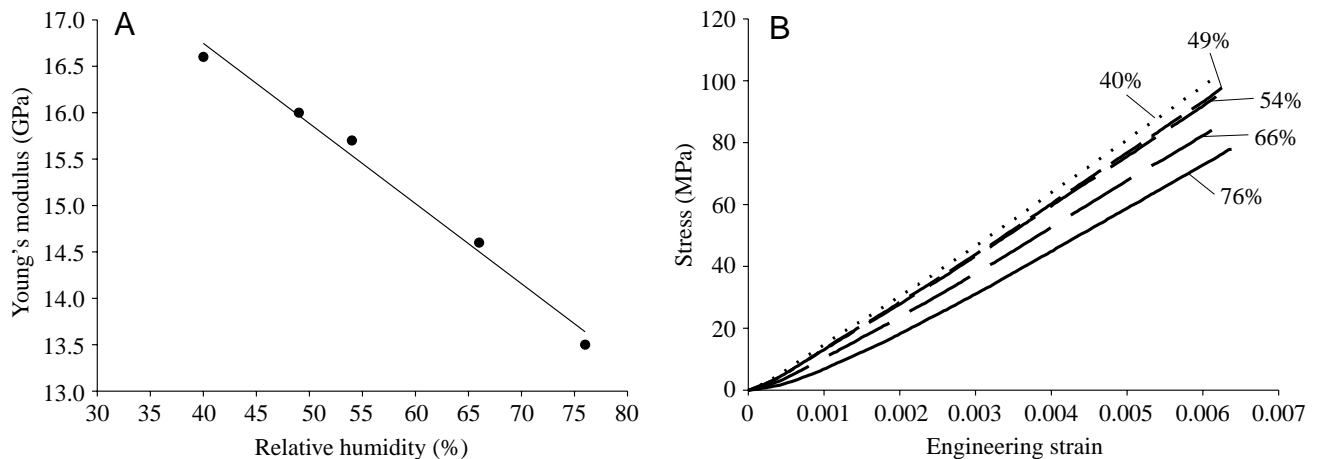 A
17.0
16.5
16.0
15.5
15.0
14.5
14.0
13.5
13.0
30 35 40 45 50 55 60 65 70 75 80
Young's modulus (GPa)
Relative humidity (%)
B
120
100
80
60
40
20
0
0 0.001 0.002 0.003 0.004 0.005 0.006 0.007
Stress (MPa)
Engineering strain
49%
40%
54%
66%
76%